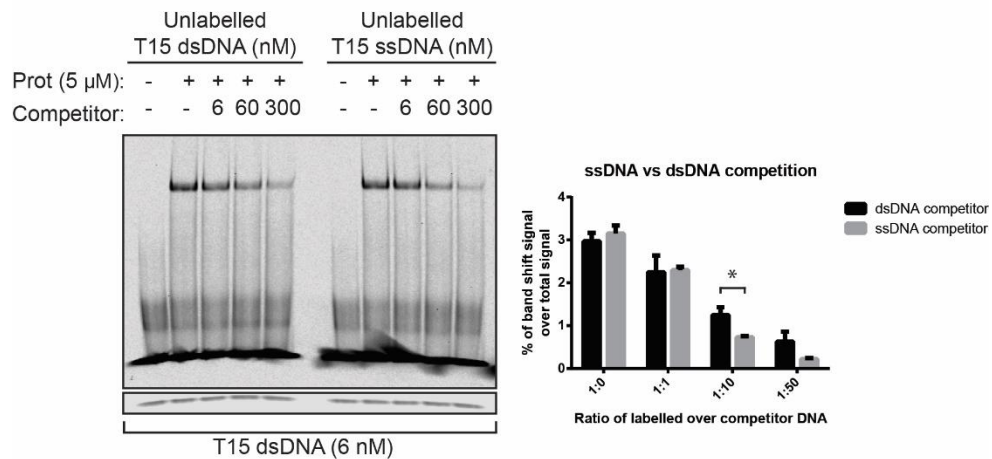 Unlabelled
T15 dsDNA (nM)
Unlabelled
T15 ssDNA (nM)
Prot (5 µM): - + + + + - + + + +
Competitor: - - 6 60 300 - - 6 60 300
T15 dsDNA (6 nM)
ssDNA vs dsDNA competition
% of band shift signal
over total signal
4
3
2
1
0
*
1:0 1:1 1:10 1:50
Ratio of labelled over competitor DNA
dsDNA competitor
ssDNA competitor